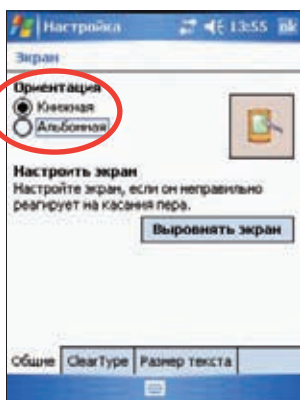 Настройка 13:55 ok
Экран
Ориентация
Книжная
Альбомная
Настроить экран
Настройте экран, если он неправильно
реагирует на касания пера.
Выровнять экран
Общие ClearType Размер текста